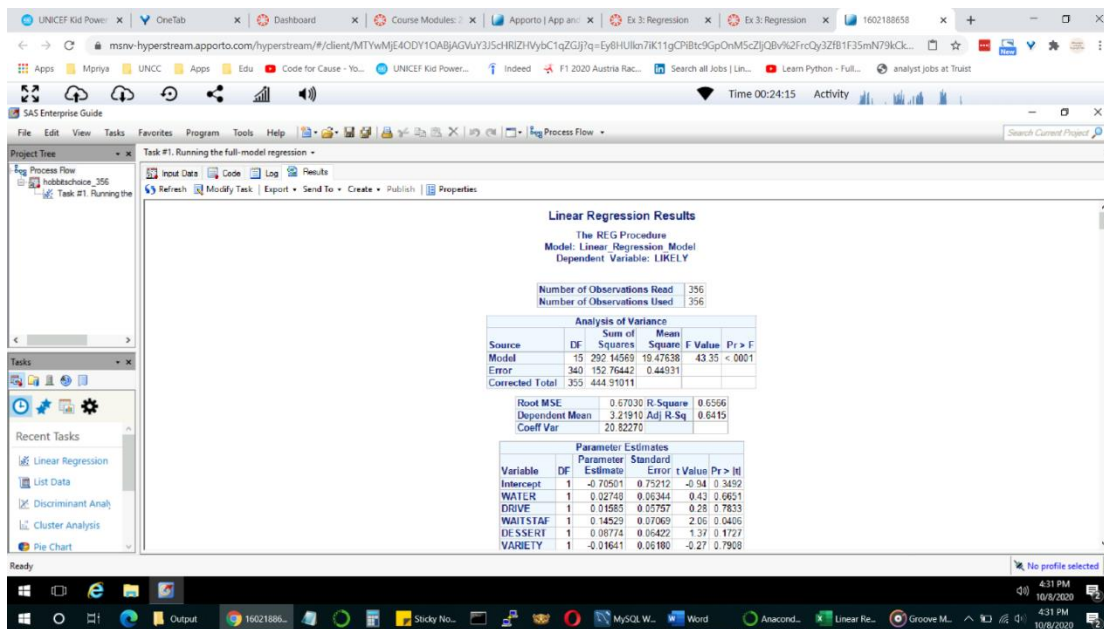 UNICEF Kid Power
OneTab
Dashboard
Course Modules: 2
Apporto | App and
Ex 3: Regression
Ex 3: Regression
1602188658
msnv-hyperstream.apporto.com/hyperstream/#/client/
Apps
Mpriya
UNCC
Apps
Edu
Code for Cause - Yo...
UNICEF Kid Power...
Indeed
F1 2020 Austria Rac...
Search all Jobs | Lin...
Learn Python - Full...
analyst jobs at Truist
Time 00:24:15 Activity
SAS Enterprise Guide
File Edit View Tasks Favorites Program Tools Help
Process Flow
Search Current Project
Project Tree
Process Flow
hobbitschoice_356
Task #1. Running the
Task #1. Running the full-model regression
Input Data Code Log Results
Refresh Modify Task Export Send To Create Publish Properties
Linear Regression Results
The REG Procedure
Model: Linear_Regression_Model
Dependent Variable: LIKELY
Number of Observations Read 356
Number of Observations Used 356
Analysis of Variance
Source DF Sum of Squares Mean Square F Value Pr > F
Model 15 292.14569 19.47638 43.35 <.0001
Error 340 152.76442 0.44931
Corrected Total 355 444.91011
Root MSE 0.67030 R-Square 0.6566
Dependent Mean 3.21910 Adj R-Sq 0.6415
Coeff Var 20.82270
Parameter Estimates
Variable DF Parameter Estimate Standard Error t Value Pr > |t|
Intercept 1 -0.70501 0.75212 -0.94 0.3492
WATER 1 0.02748 0.06344 0.43 0.6651
DRIVE 1 0.01585 0.05757 0.28 0.7833
WAITSTAF 1 0.14529 0.07069 2.06 0.0406
DESSERT 1 0.08774 0.06422 1.37 0.1727
VARIETY 1 -0.01641 0.06180 -0.27 0.7908
Tasks
Recent Tasks
Linear Regression
List Data
Discriminant Analy
Cluster Analysis
Pie Chart
Ready
No profile selected
4:31 PM
10/8/2020
Output
16021886...
Sticky No...
MySQL W...
Word
Anacond...
Linear Re...
Groove M...
4:31 PM
10/8/2020